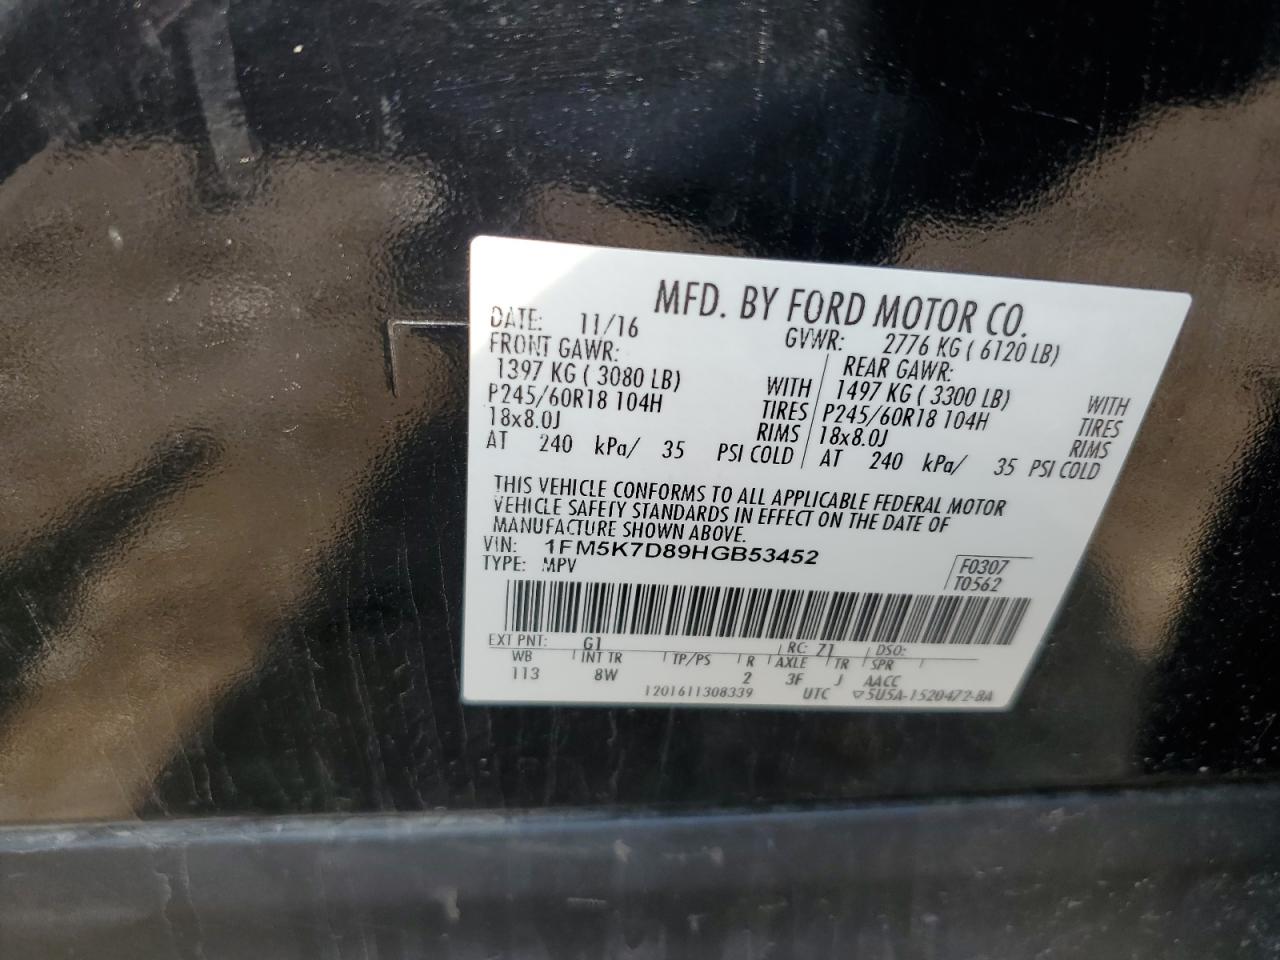 MFD. BY FORD MOTOR CO.
DATE: 11/16 GVWR: 2776 KG ( 6120 LB)
FRONT GAWR: REAR GAWR:
1397 KG ( 3080 LB) WITH 1497 KG ( 3300 LB) WITH
P245/60R18 104H TIRES P245/60R18 104H TIRES
18x8.0J RIMS 18x8.0J RIMS
AT 240 kPa/ 35 PSI COLD AT 240 kPa/ 35 PSI COLD
THIS VEHICLE CONFORMS TO ALL APPLICABLE FEDERAL MOTOR
VEHICLE SAFETY STANDARDS IN EFFECT ON THE DATE OF
MANUFACTURE SHOWN ABOVE.
VIN: 1FM5K7D89HGB53452
TYPE: MPV
F0307
T0562
EXT PNT: G1 RC: 71 DSO:
WB INT TR TP/PS R AXLE TR SPR
113 8W 2 3F J AACC
1201611308339 UTC ▽5U5A-1520472-BA